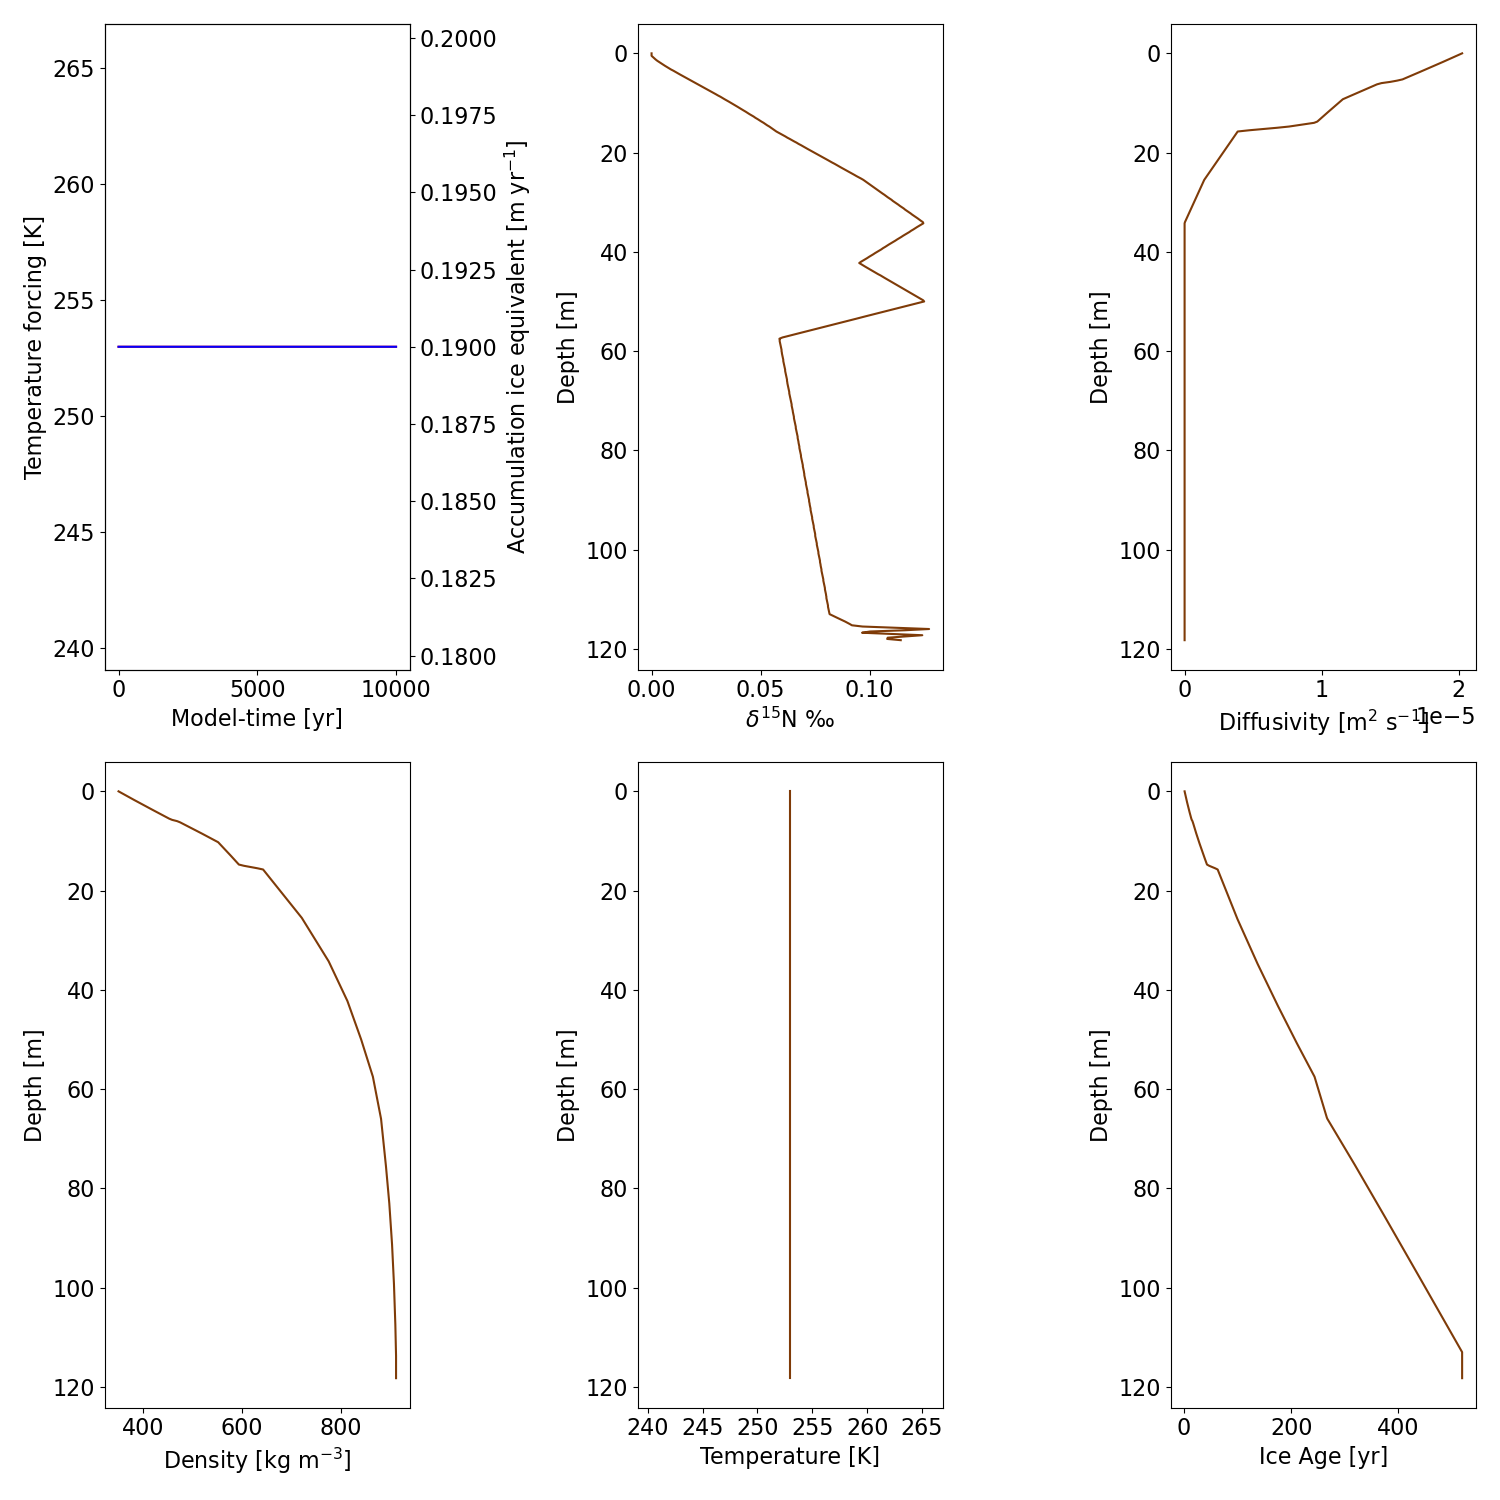 265
260
255
250
245
240
Temperature forcing [K]
0.2000
0.1975
0.1950
0.1925
0.1900
0.1875
0.1850
0.1825
0.1800
Accumulation ice equivalent [m yr⁻¹]
0 5000 10000
Model-time [yr]
0
20
40
60
80
100
120
Depth [m]
0.00 0.05 0.10
δ¹⁵N ‰
0
20
40
60
80
100
120
Depth [m]
0 1 2
1e−5
Diffusivity [m² s⁻¹]
0
20
40
60
80
100
120
Depth [m]
400 600 800
Density [kg m⁻³]
0
20
40
60
80
100
120
Depth [m]
240 245 250 255 260 265
Temperature [K]
0
20
40
60
80
100
120
Depth [m]
0 200 400
Ice Age [yr]